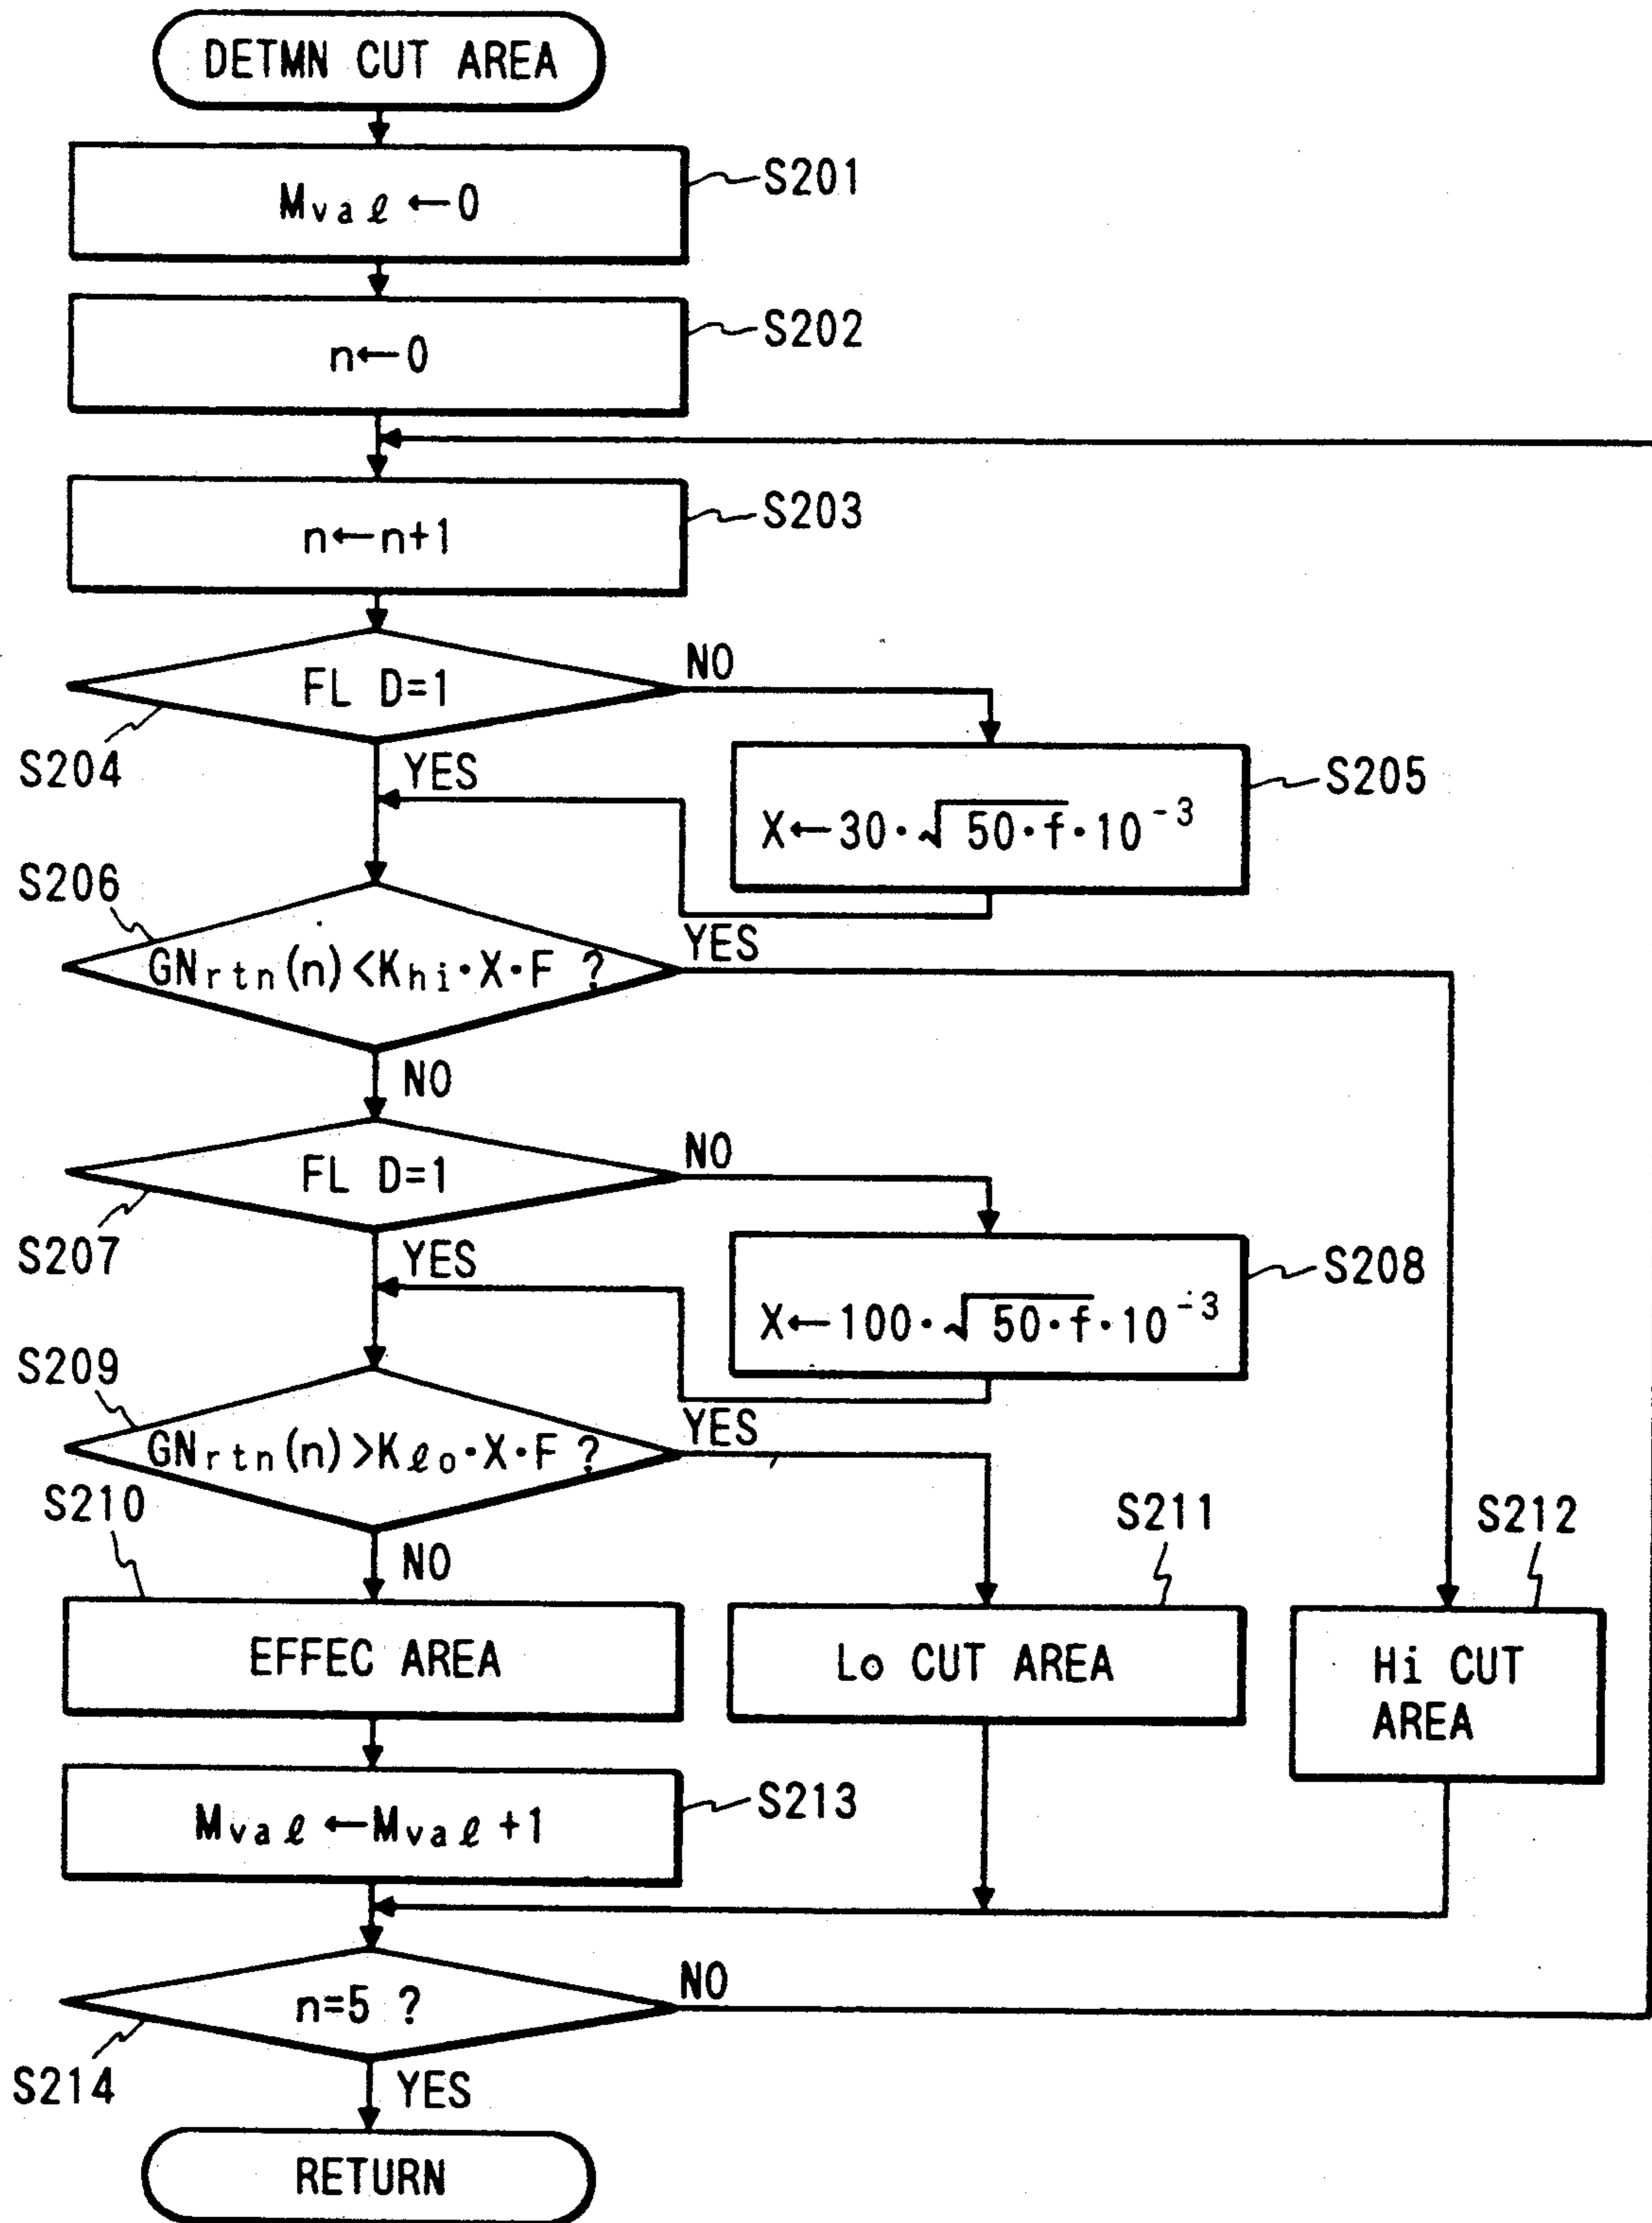 DETMN CUT AREA
Mvaℓ←0
S201
n←0
S202
n←n+1
S203
FL D=1
NO
S204
YES
X←30·√50·f·10⁻³
S205
S206
GNrtn(n)<Khi·X·F ?
YES
NO
FL D=1
NO
S207
YES
X←100·√50·f·10⁻³
S208
S209
GNrtn(n)>Kℓo·X·F ?
YES
S210
NO
S211
S212
EFFEC AREA
Lo CUT AREA
Hi CUT
AREA
Mvaℓ←Mvaℓ+1
S213
n=5 ?
NO
S214
YES
RETURN